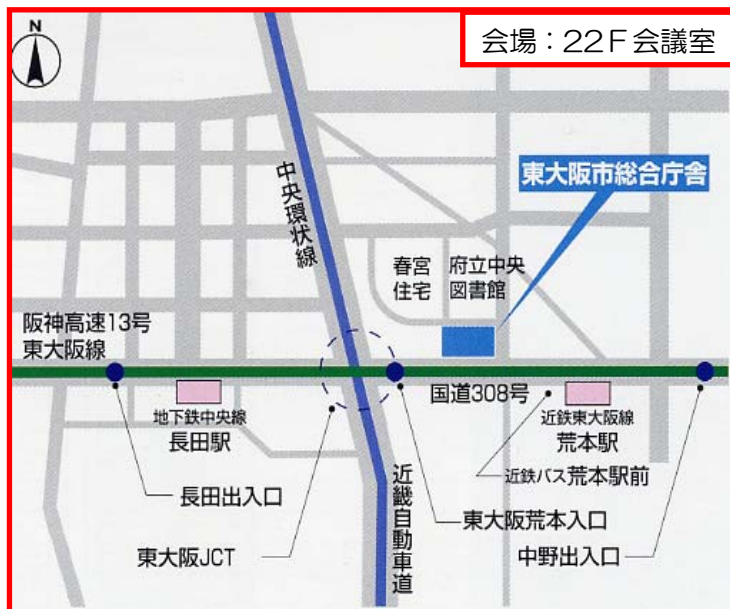 会場：22F会議室
N
東大阪市総合庁舎
中央環状線
春宮
住宅
府立中央
図書館
阪神高速13号
東大阪線
国道308号
地下鉄中央線
長田駅
近鉄東大阪線
荒本駅
近鉄バス荒本駅前
長田出入口
東大阪荒本入口
東大阪JCT
近畿自動車道
中野出入口